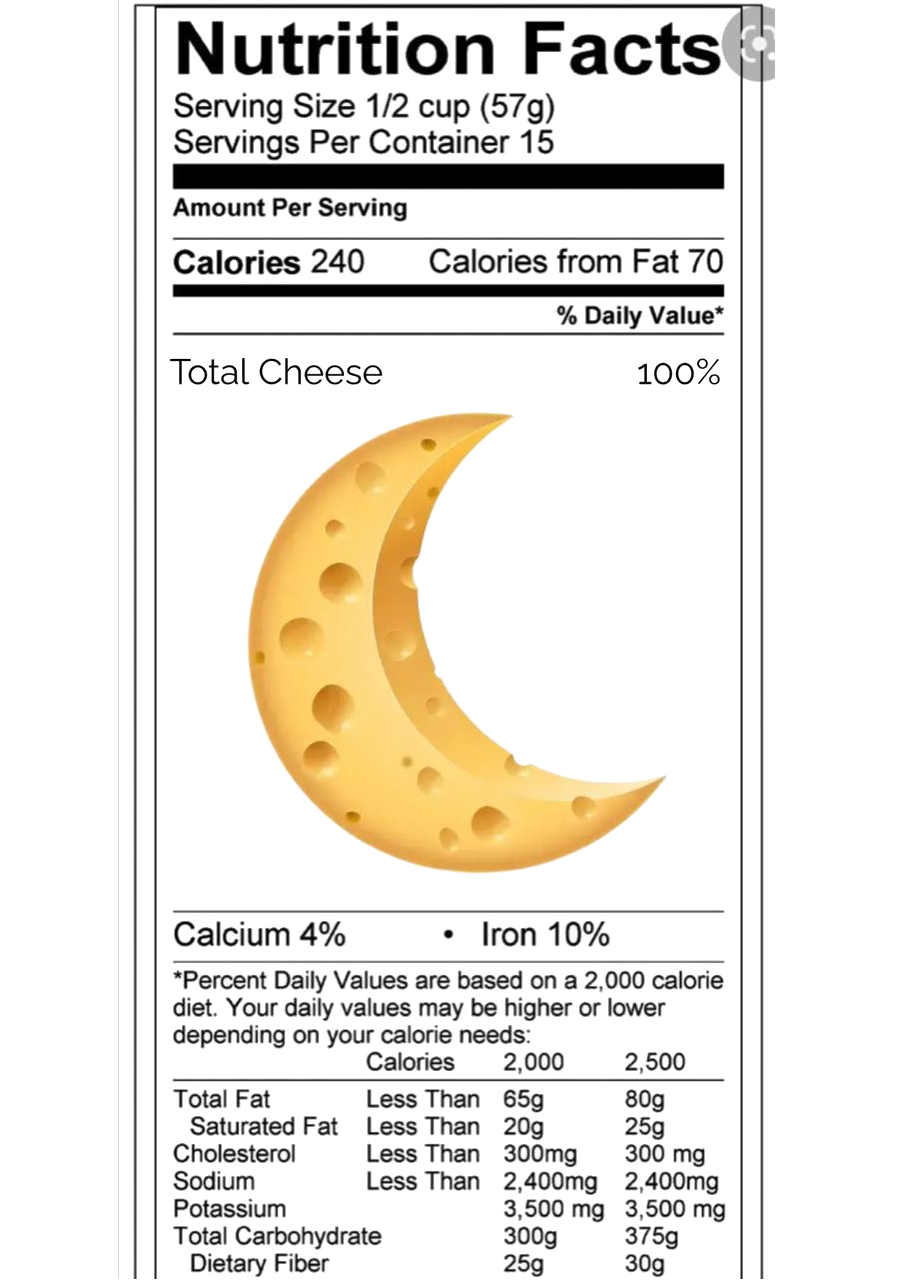 Nutrition Facts
Serving Size 1/2 cup (57g)
Servings Per Container 15
Amount Per Serving
Calories 240 Calories from Fat 70
% Daily Value*
Total Cheese 100%
Calcium 4% • Iron 10%
*Percent Daily Values are based on a 2,000 calorie
diet. Your daily values may be higher or lower
depending on your calorie needs:
Calories 2,000 2,500
Total Fat Less Than 65g 80g
Saturated Fat Less Than 20g 25g
Cholesterol Less Than 300mg 300 mg
Sodium Less Than 2,400mg 2,400mg
Potassium 3,500 mg 3,500 mg
Total Carbohydrate 300g 375g
Dietary Fiber 25g 30g